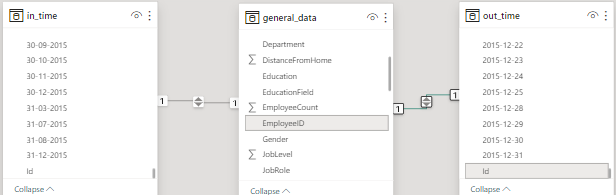 in_time
30-09-2015
30-10-2015
30-11-2015
30-12-2015
31-03-2015
31-07-2015
31-08-2015
31-12-2015
Id
Collapse
1
1
general_data
Department
DistanceFromHome
Education
EducationField
EmployeeCount
EmployeeID
Gender
JobLevel
JobRole
Collapse
1
1
out_time
2015-12-22
2015-12-23
2015-12-24
2015-12-25
2015-12-28
2015-12-29
2015-12-30
2015-12-31
Id
Collapse